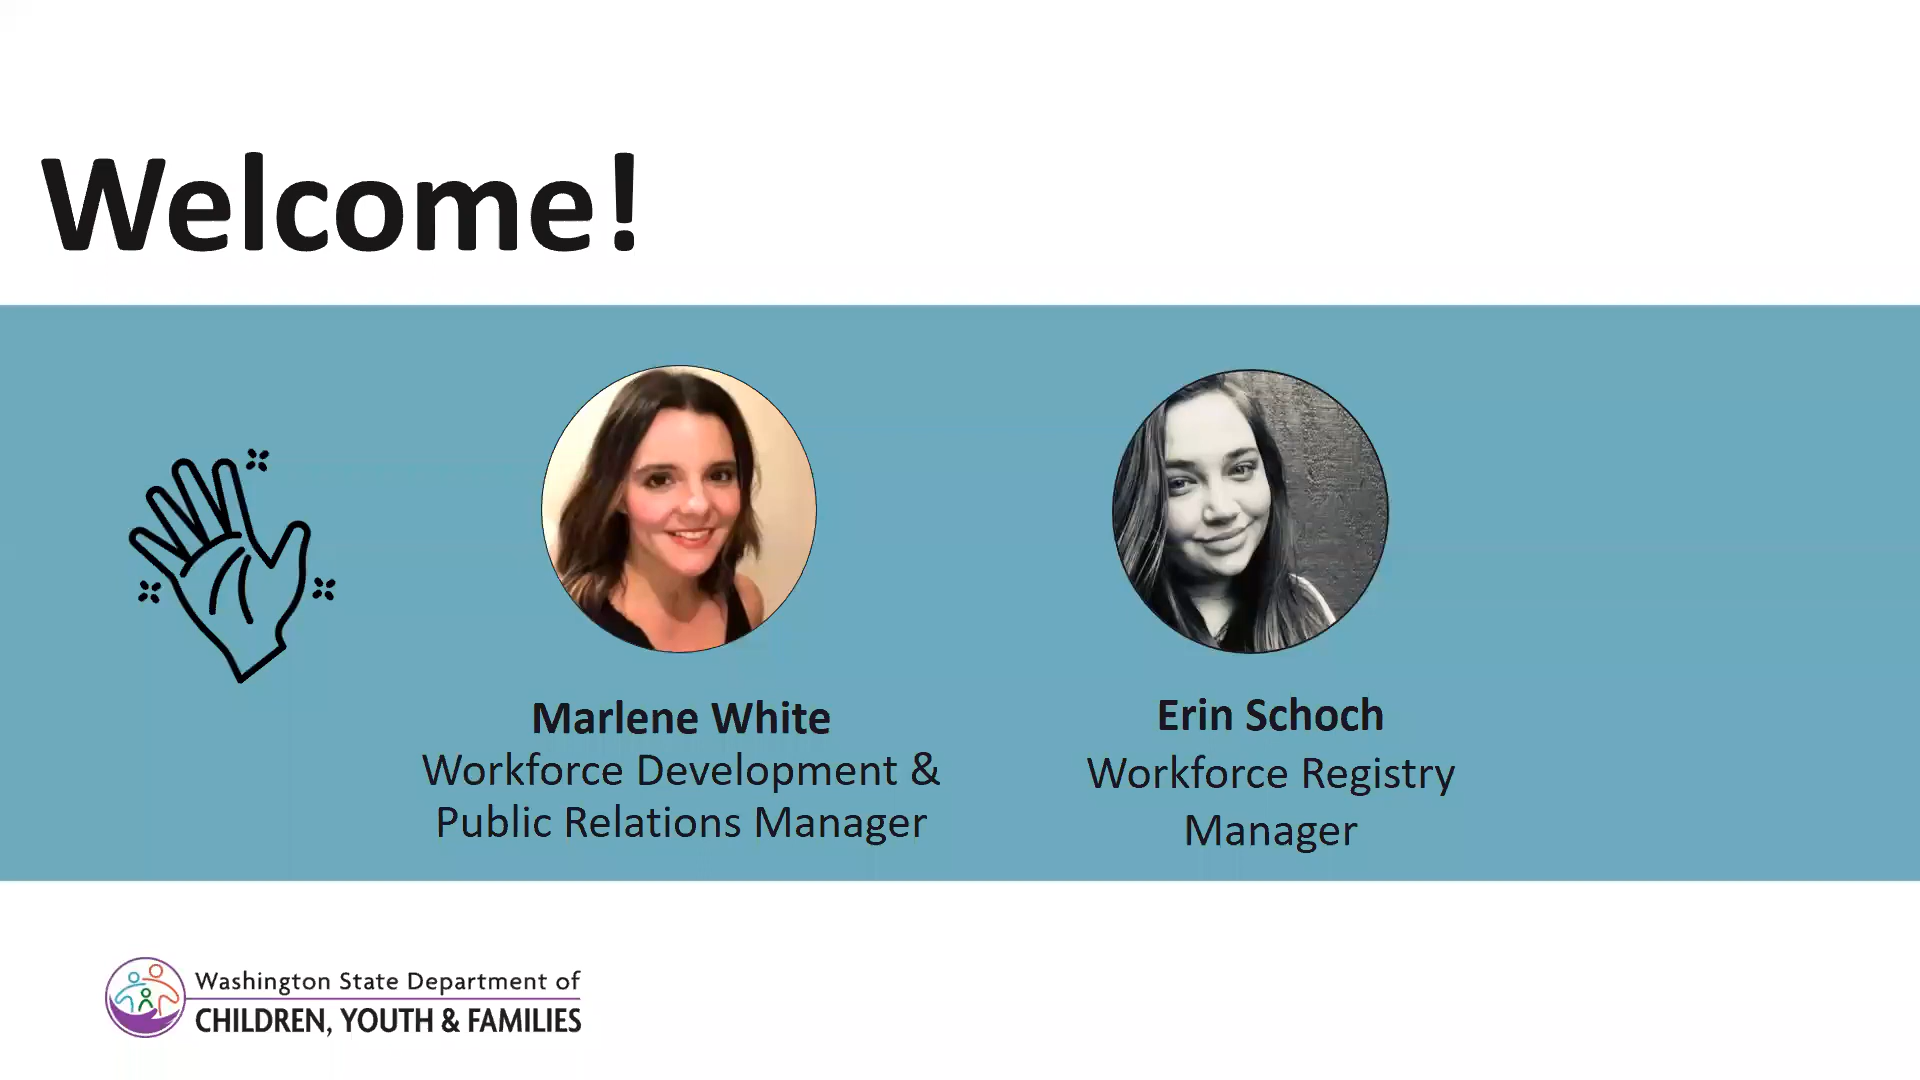 Welcome!
Marlene White
Workforce Development &
Public Relations Manager
Erin Schoch
Workforce Registry
Manager
Washington State Department of
CHILDREN, YOUTH & FAMILIES